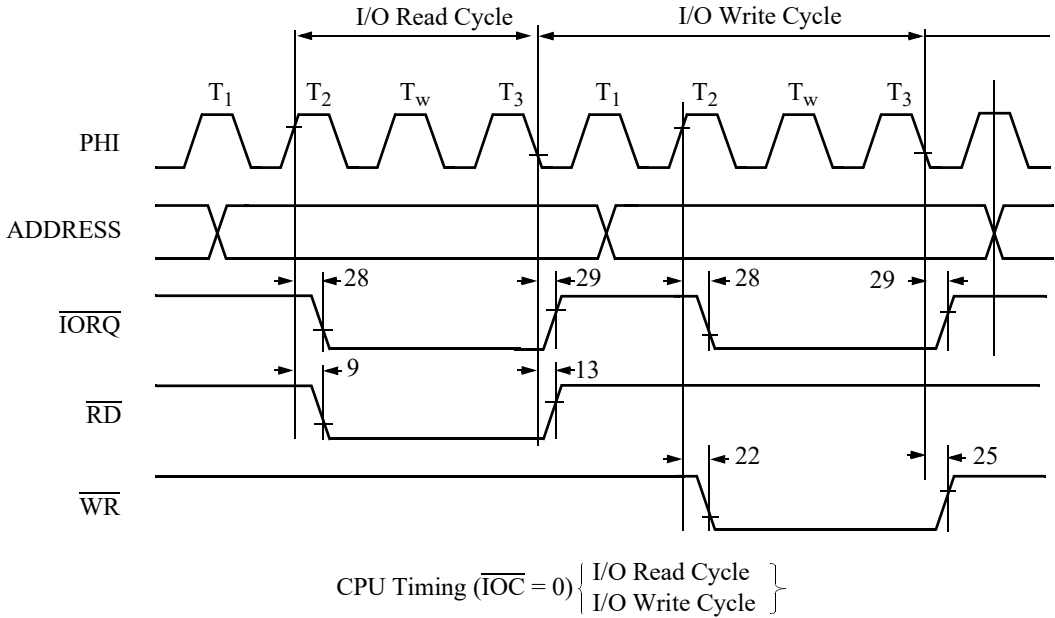 I/O Read Cycle I/O Write Cycle
T1 T2 Tw T3 T1 T2 Tw T3
PHI
ADDRESS
28 29 28 29
IORQ
9 13
RD
22 25
WR
CPU Timing (IOC = 0) { I/O Read Cycle }
I/O Write Cycle